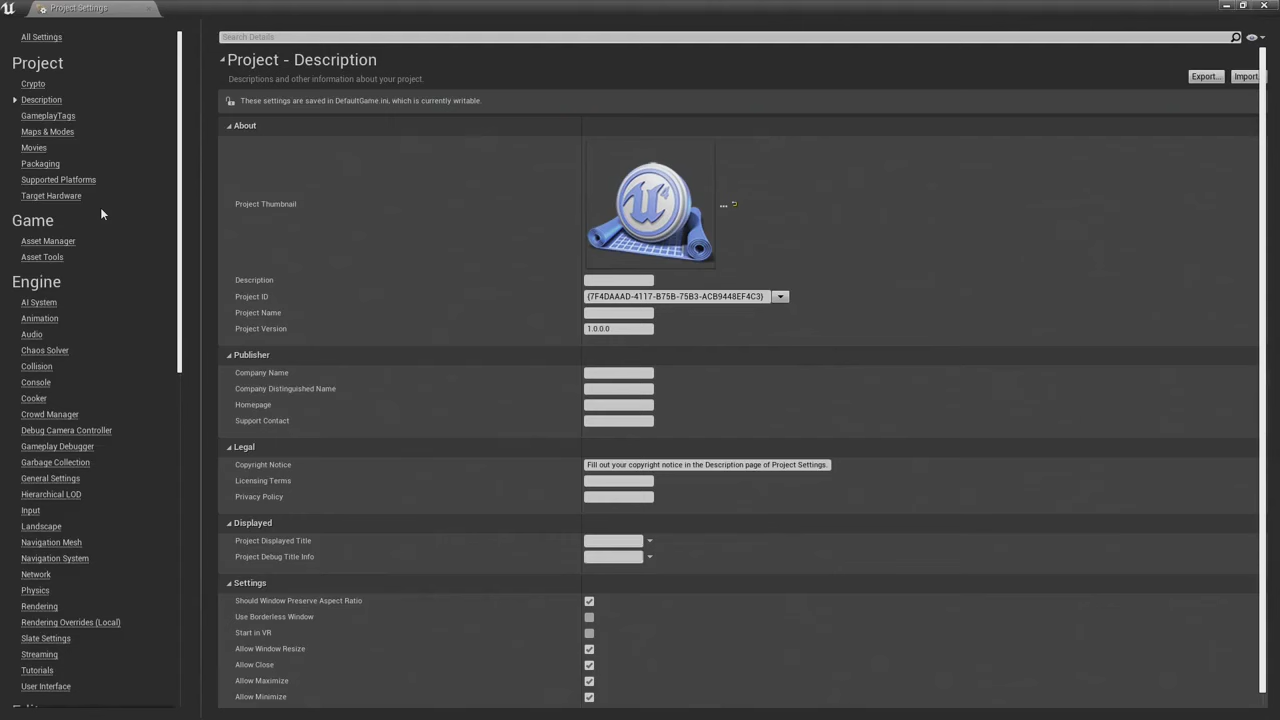 Project Settings
All Settings
Project
Crypto
Description
GameplayTags
Maps & Modes
Movies
Packaging
Supported Platforms
Target Hardware
Game
Asset Manager
Asset Tools
Engine
AI System
Animation
Audio
Chaos Solver
Collision
Console
Cooker
Crowd Manager
Debug Camera Controller
Gameplay Debugger
Garbage Collection
General Settings
Hierarchical LOD
Input
Landscape
Navigation Mesh
Navigation System
Network
Physics
Rendering
Rendering Overrides (Local)
Slate Settings
Streaming
Tutorials
User Interface
Search Details
Project - Description
Descriptions and other information about your project.
Export...
Import
These settings are saved in DefaultGame.ini, which is currently writable.
About
Project Thumbnail
...
Description
Project ID {7F4DAAAD-4117-B75B-75B3-ACB9448EF4C3}
Project Name
Project Version 1.0.0.0
Publisher
Company Name
Company Distinguished Name
Homepage
Support Contact
Legal
Copyright Notice Fill out your copyright notice in the Description page of Project Settings.
Licensing Terms
Privacy Policy
Displayed
Project Displayed Title
Project Debug Title Info
Settings
Should Window Preserve Aspect Ratio
Use Borderless Window
Start in VR
Allow Window Resize
Allow Close
Allow Maximize
Allow Minimize